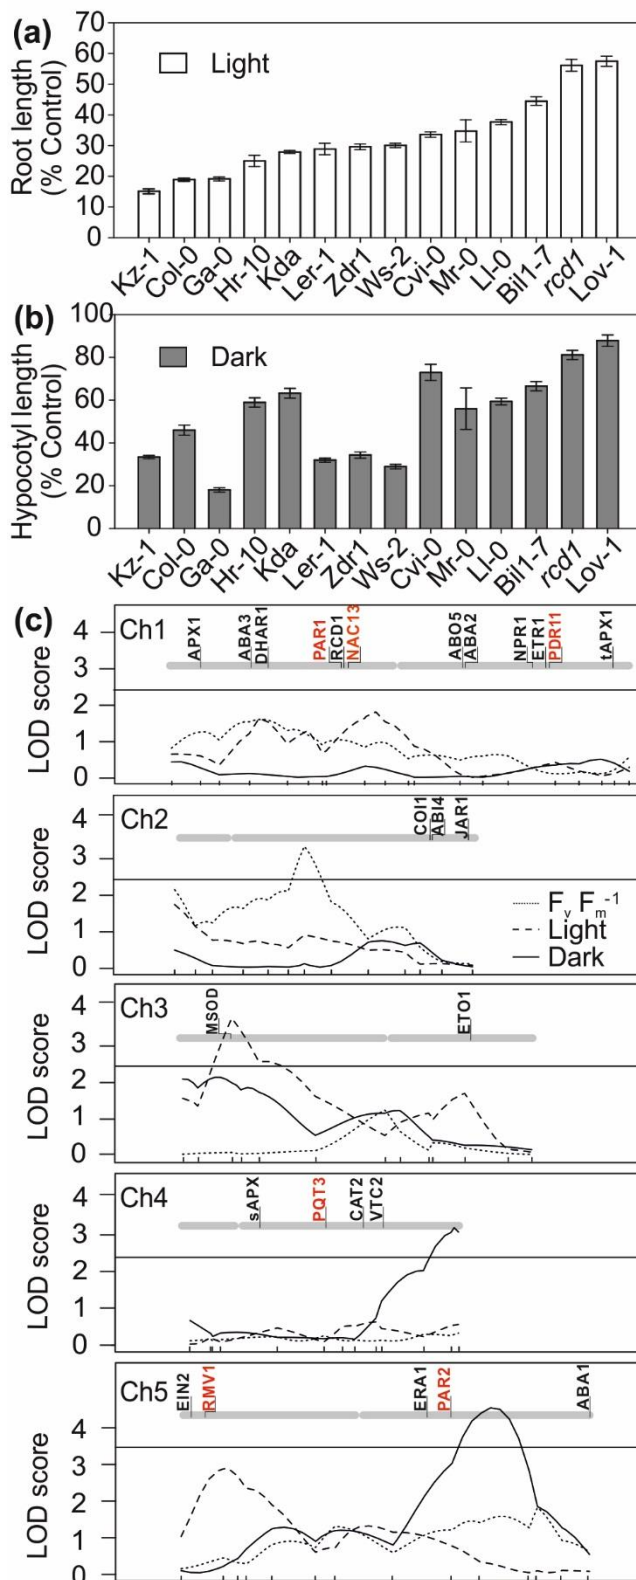 (a)
Light
Root length
(% Control)
70
60
50
40
30
20
10
0
Kz-1
Col-0
Ga-0
Hr-10
Kda
Ler-1
Zdr1
Ws-2
Cvi-0
Mr-0
Ll-0
Bil1-7
rcd1
Lov-1
(b)
Dark
Hypocotyl length
(% Control)
100
80
60
40
20
0
Kz-1
Col-0
Ga-0
Hr-10
Kda
Ler-1
Zdr1
Ws-2
Cvi-0
Mr-0
Ll-0
Bil1-7
rcd1
Lov-1
(c)
Ch1
APX1
ABA3
DHAR1
PAR1
RCD1
NAC13
ABO5
ABA2
NPR1
ETR1
PDR11
tAPX1
LOD score
4
3
2
1
0
Ch2
COI1
ABI4
JAR1
LOD score
4
3
2
1
0
Fv Fm-1
Light
Dark
Ch3
MSOD
ETO1
LOD score
4
3
2
1
0
Ch4
sAPX
PQT3
CAT2
VTC2
LOD score
4
3
2
1
0
Ch5
EIN2
RMV1
ERA1
PAR2
ABA1
LOD score
4
3
2
1
0